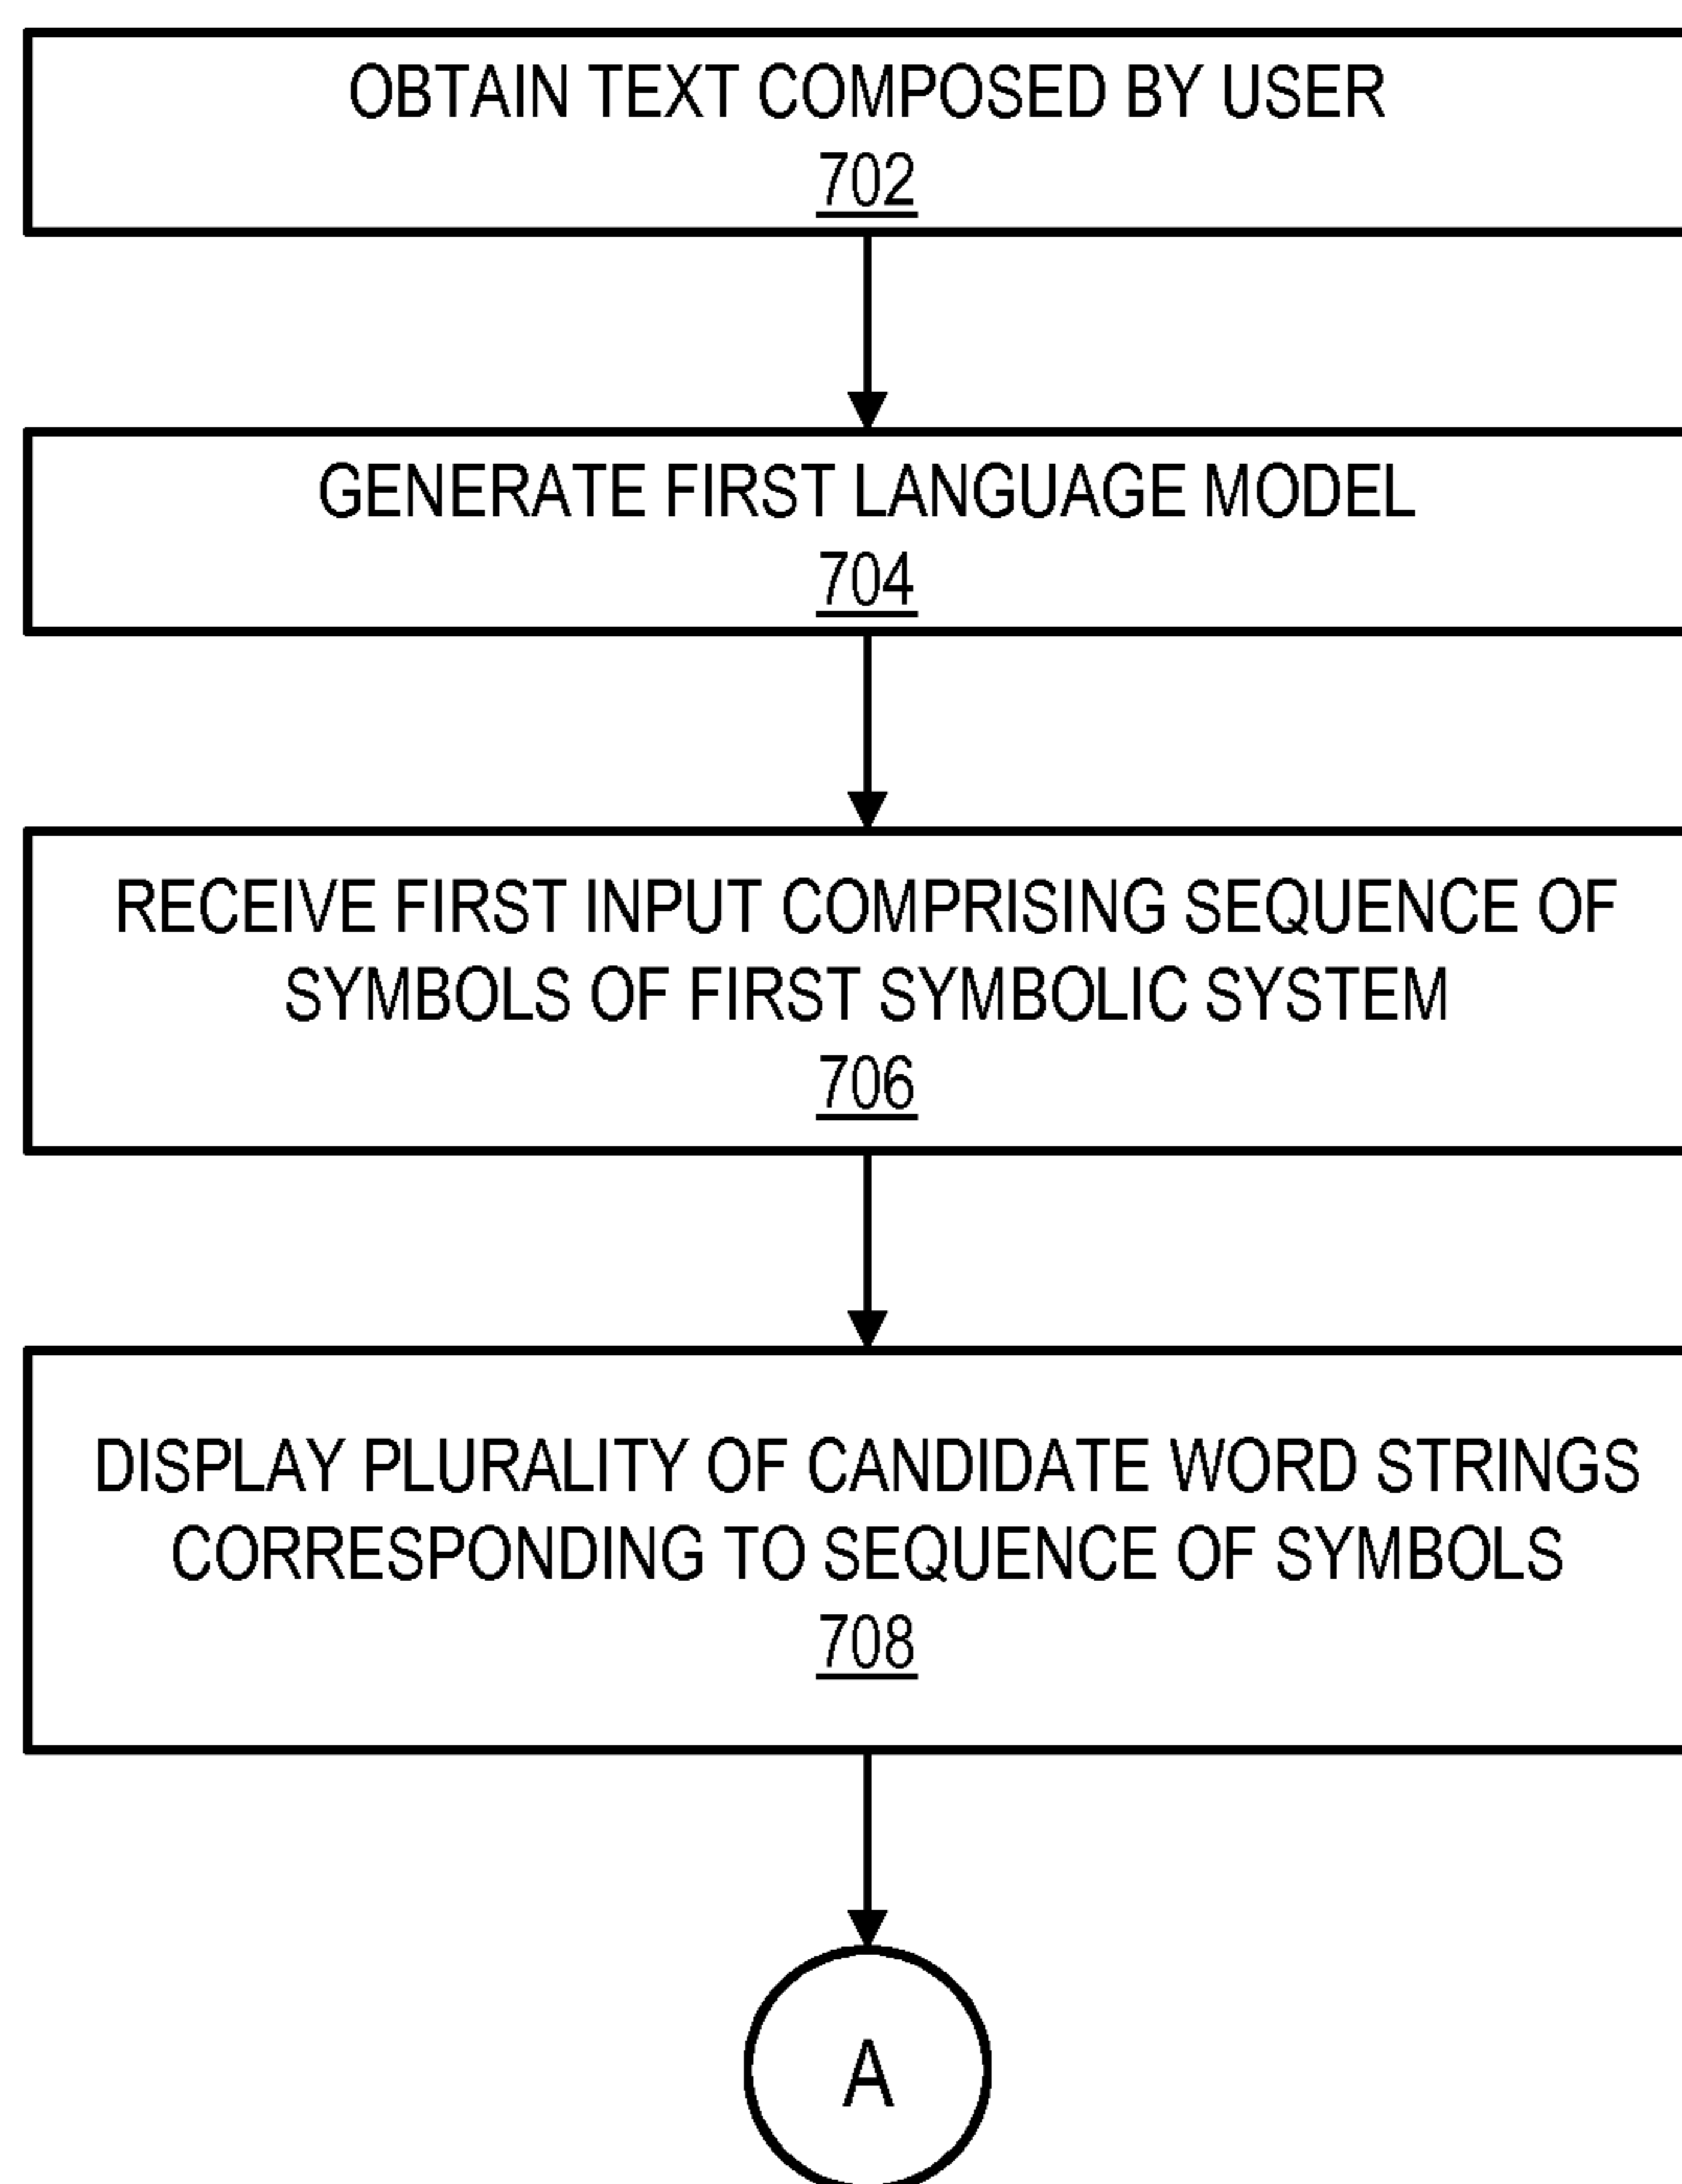 OBTAIN TEXT COMPOSED BY USER
702
GENERATE FIRST LANGUAGE MODEL
704
RECEIVE FIRST INPUT COMPRISING SEQUENCE OF
SYMBOLS OF FIRST SYMBOLIC SYSTEM
706
DISPLAY PLURALITY OF CANDIDATE WORD STRINGS
CORRESPONDING TO SEQUENCE OF SYMBOLS
708
A